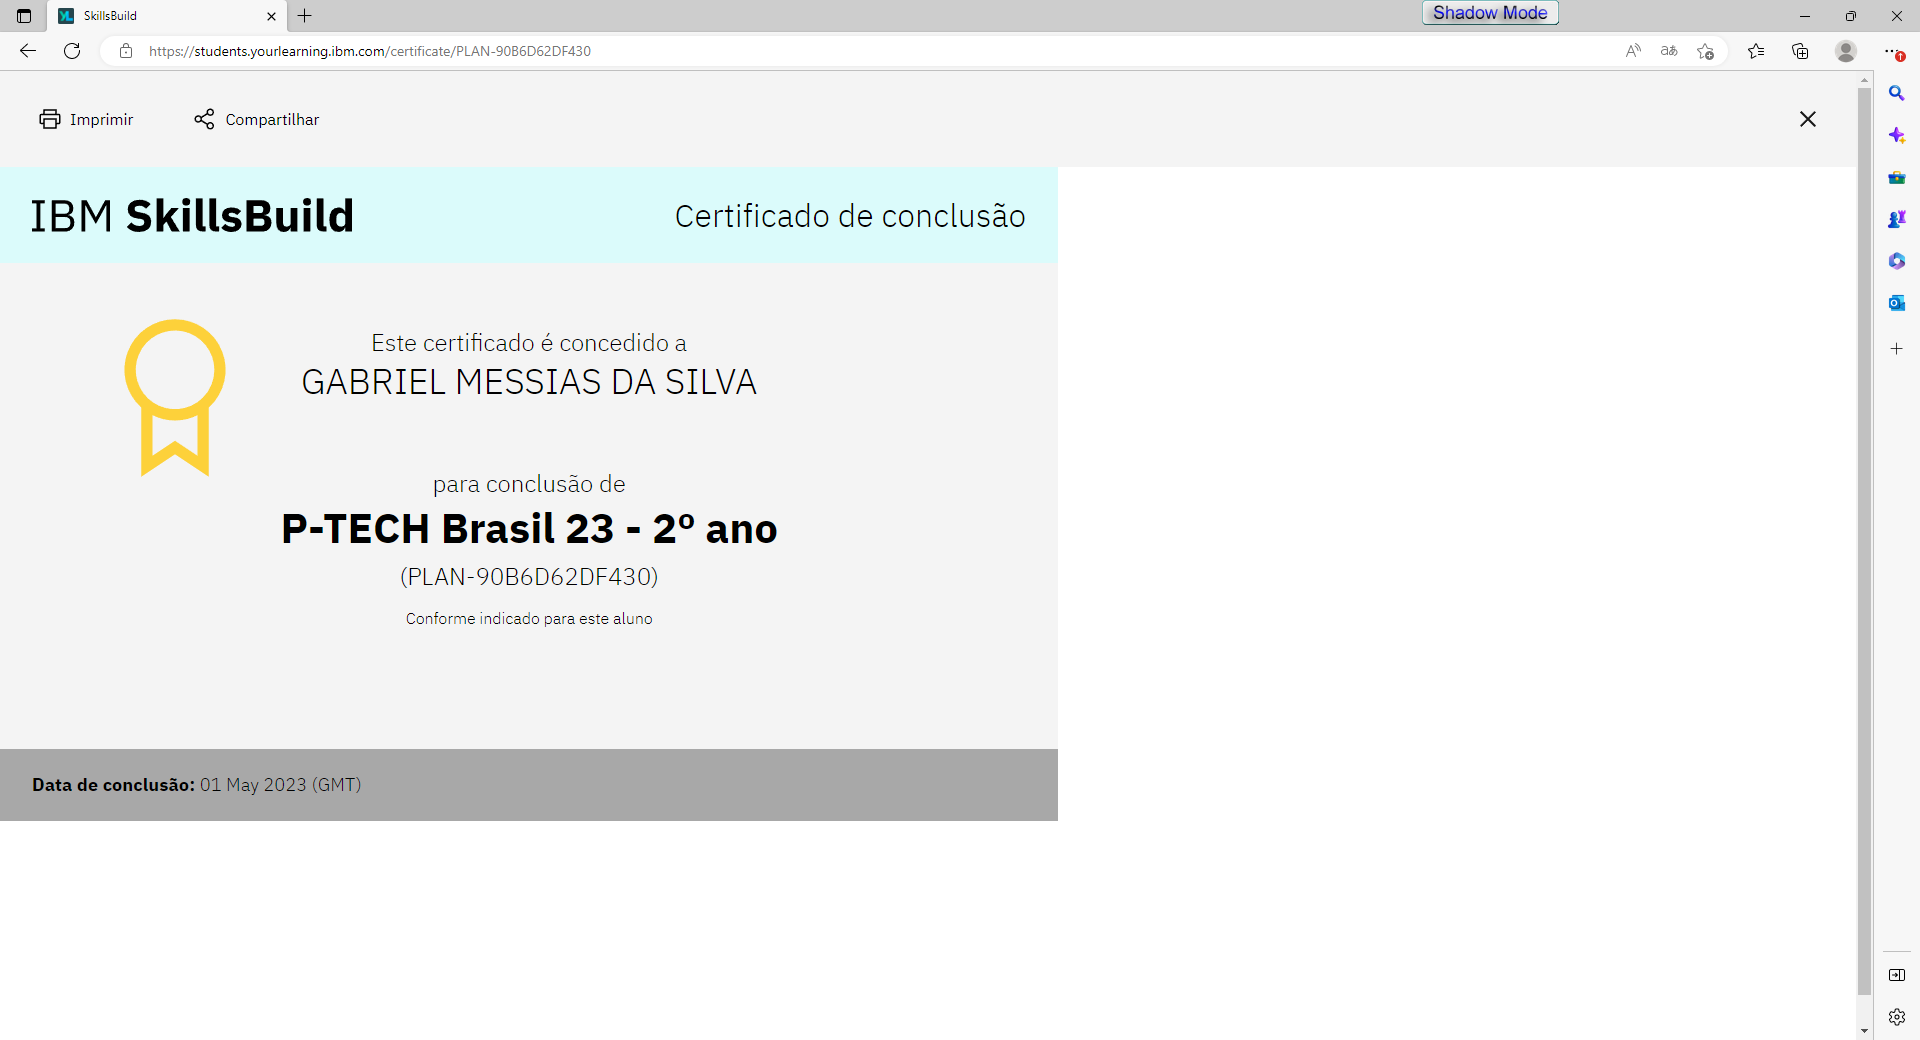 SkillsBuild
Shadow Mode
https://students.yourlearning.ibm.com/certificate/PLAN-90B6D62DF430
Imprimir
Compartilhar
IBM SkillsBuild
Certificado de conclusão
Este certificado é concedido a
GABRIEL MESSIAS DA SILVA
para conclusão de
P-TECH Brasil 23 - 2º ano
(PLAN-90B6D62DF430)
Conforme indicado para este aluno
Data de conclusão: 01 May 2023 (GMT)